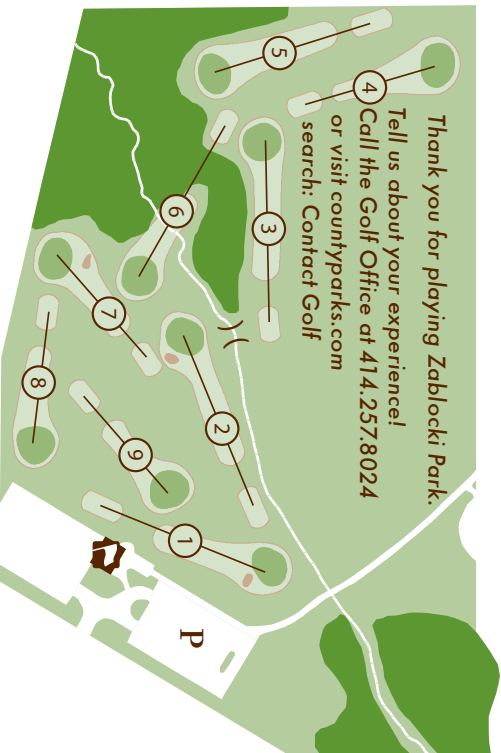 Thank you for playing Zablocki Park.
Tell us about your experience!
Call the Golf Office at 414.257.8024
or visit countyparks.com
search: Contact Golf
5
4
3
6
7
2
8
9
1
P